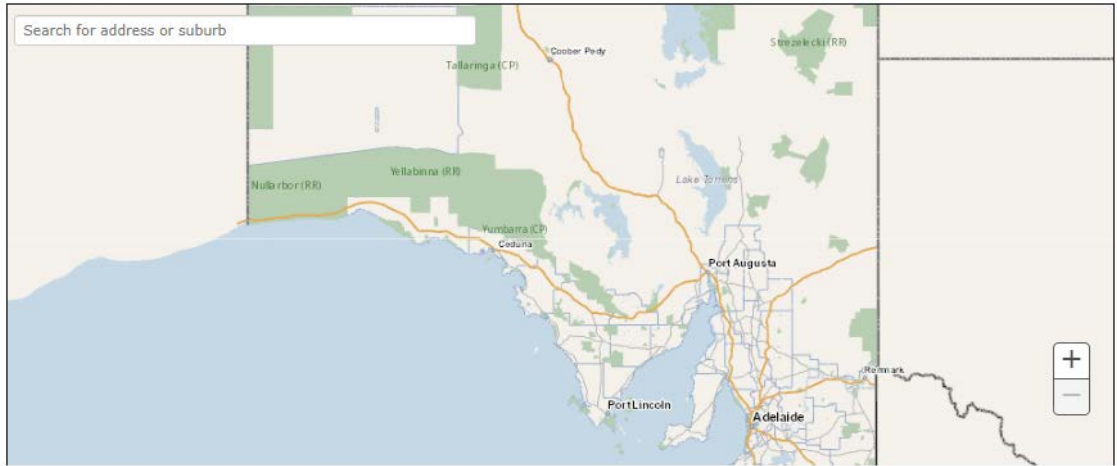 Search for address or suburb
Coober Pedy
Strezelecki (RR)
Tallaringa (CP)
Yellabinna (RR)
Nullarbor (RR)
Lake Torrens
Yumbarra (CP)
Ceduna
Port Augusta
+
Renmark
−
Port Lincoln
Adelaide